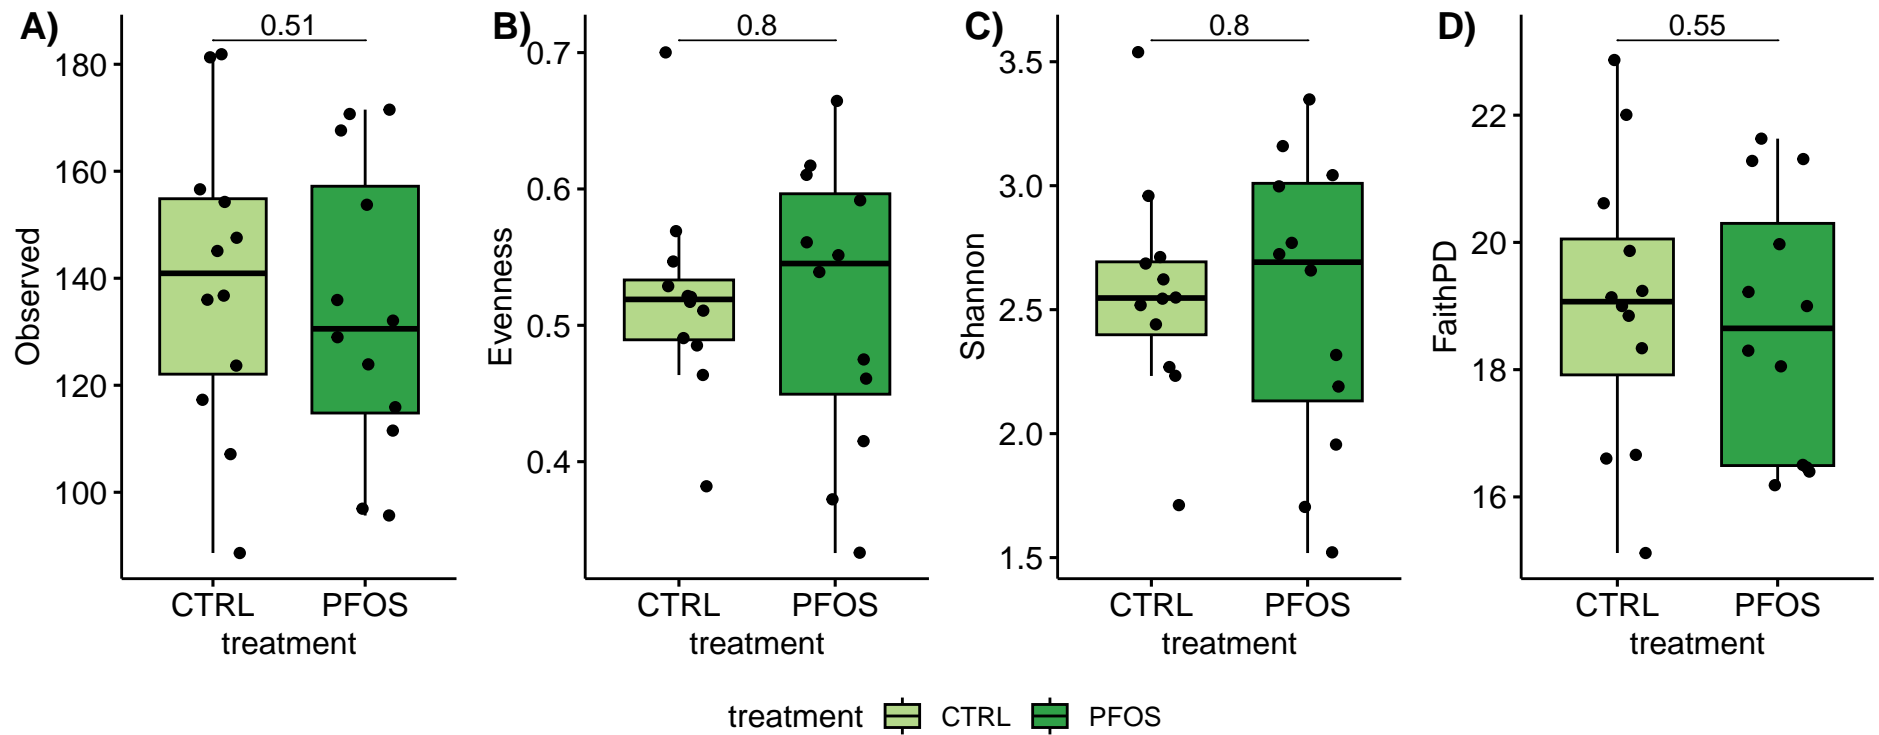 A)
0.51
Observed
180
160
140
120
100
CTRL PFOS
treatment
B)
0.8
Evenness
0.7
0.6
0.5
0.4
CTRL PFOS
treatment
C)
0.8
Shannon
3.5
3.0
2.5
2.0
1.5
CTRL PFOS
treatment
D)
0.55
FaithPD
22
20
18
16
CTRL PFOS
treatment
treatment CTRL PFOS